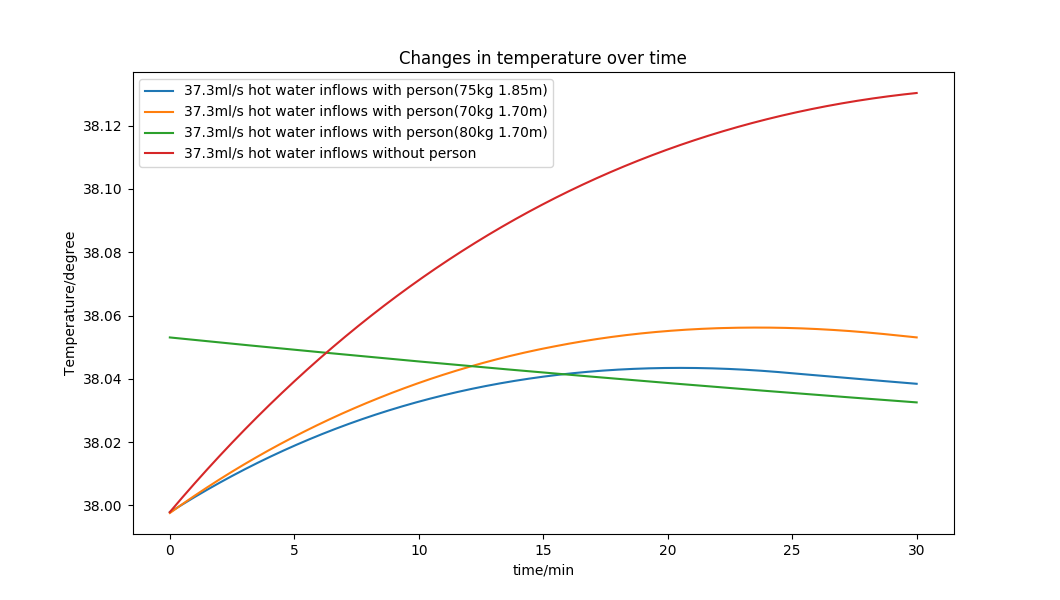 Changes in temperature over time
37.3ml/s hot water inflows with person(75kg 1.85m)
37.3ml/s hot water inflows with person(70kg 1.70m)
37.3ml/s hot water inflows with person(80kg 1.70m)
37.3ml/s hot water inflows without person
Temperature/degree
38.12
38.10
38.08
38.06
38.04
38.02
38.00
0 5 10 15 20 25 30
time/min